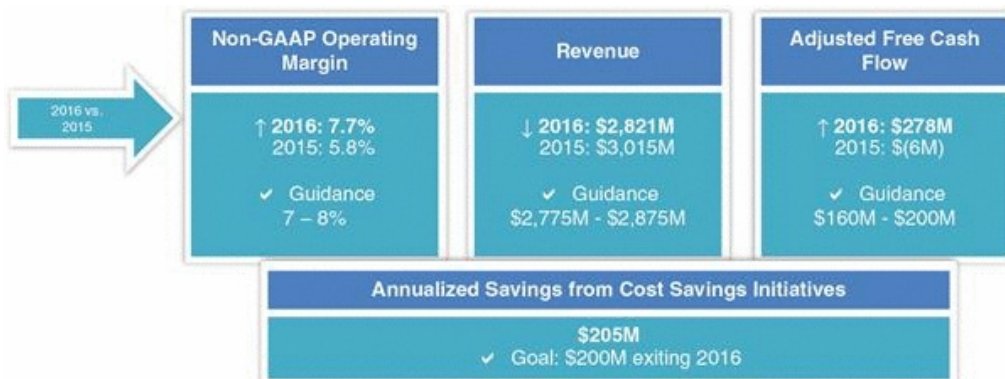 2016 vs.
2015
Non-GAAP Operating
Margin
↑ 2016: 7.7%
2015: 5.8%
✓ Guidance
7 – 8%
Revenue
↓ 2016: $2,821M
2015: $3,015M
✓ Guidance
$2,775M - $2,875M
Adjusted Free Cash
Flow
↑ 2016: $278M
2015: $(6M)
✓ Guidance
$160M - $200M
Annualized Savings from Cost Savings Initiatives
$205M
✓ Goal: $200M exiting 2016